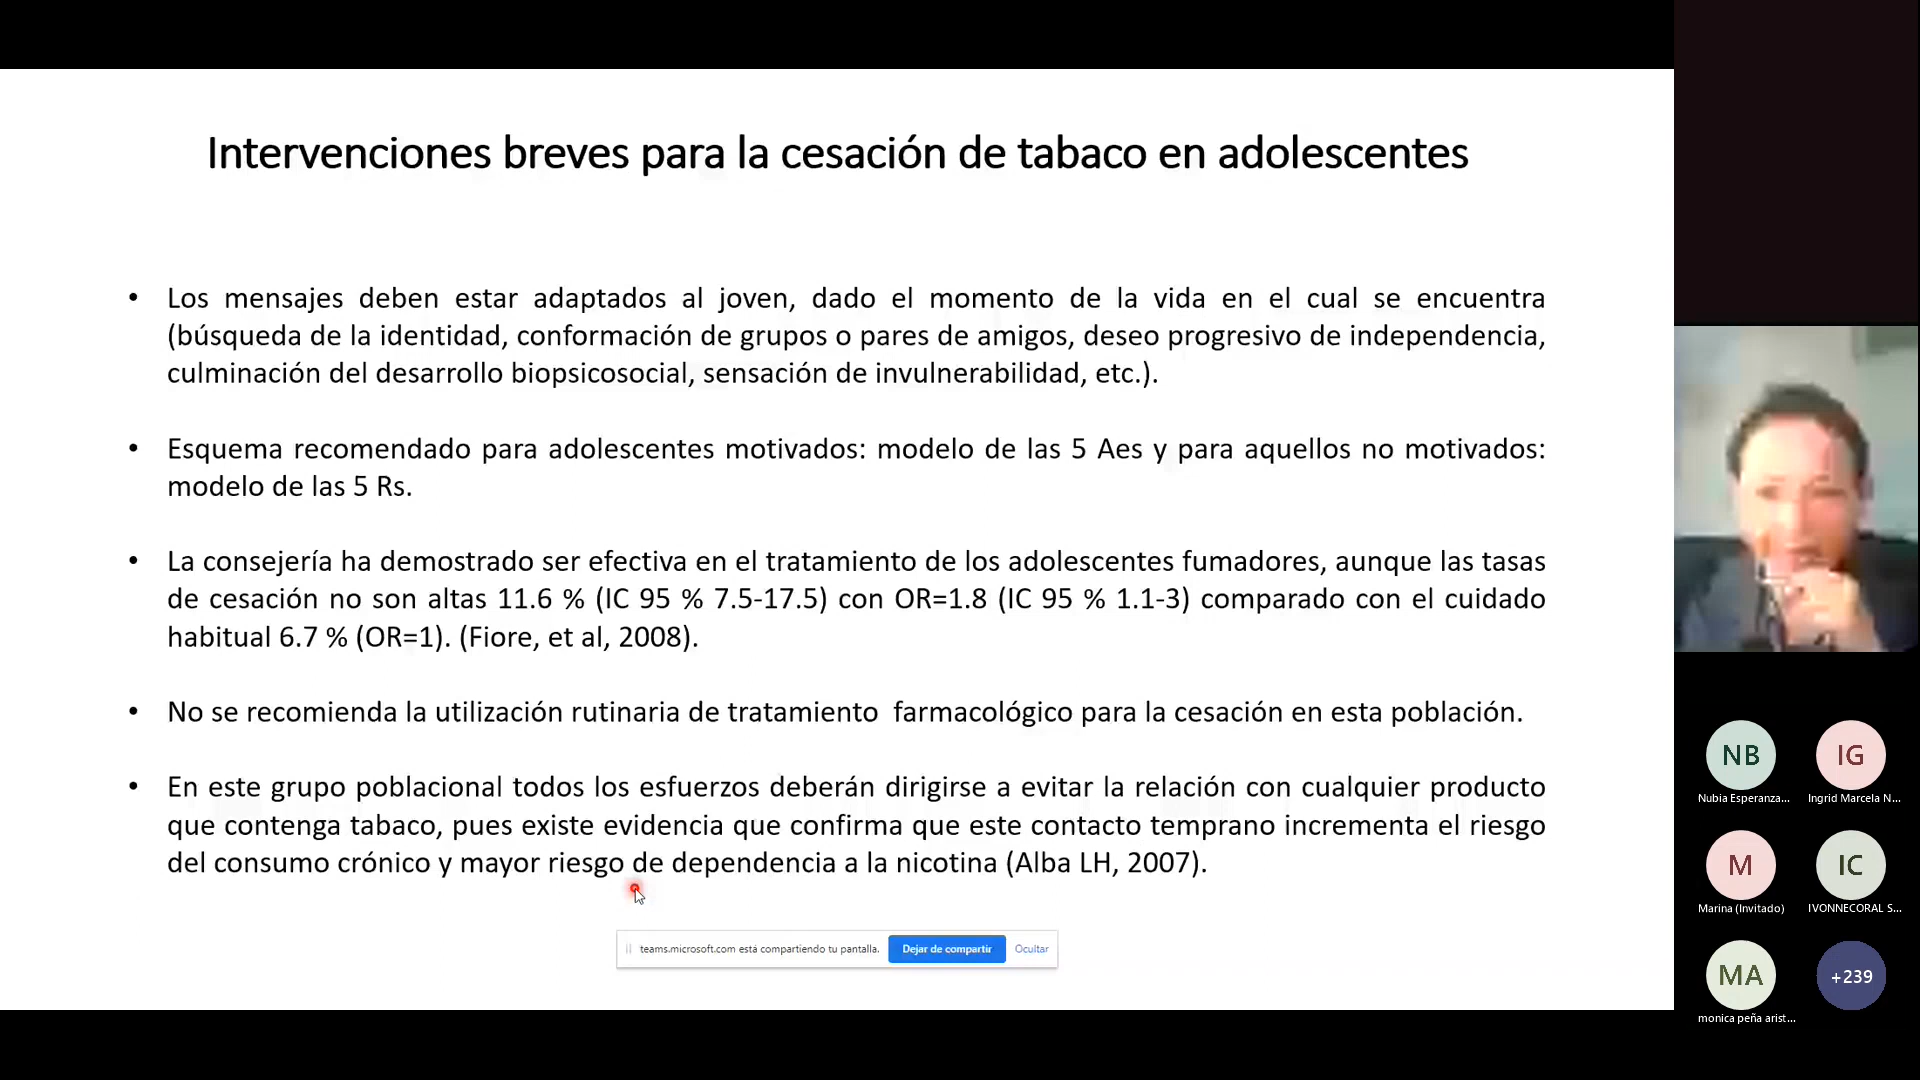 Intervenciones breves para la cesación de tabaco en adolescentes
• Los mensajes deben estar adaptados al joven, dado el momento de la vida en el cual se encuentra
(búsqueda de la identidad, conformación de grupos o pares de amigos, deseo progresivo de independencia,
culminación del desarrollo biopsicosocial, sensación de invulnerabilidad, etc.).
• Esquema recomendado para adolescentes motivados: modelo de las 5 Aes y para aquellos no motivados:
modelo de las 5 Rs.
• La consejería ha demostrado ser efectiva en el tratamiento de los adolescentes fumadores, aunque las tasas
de cesación no son altas 11.6 % (IC 95 % 7.5-17.5) con OR=1.8 (IC 95 % 1.1-3) comparado con el cuidado
habitual 6.7 % (OR=1). (Fiore, et al, 2008).
• No se recomienda la utilización rutinaria de tratamiento farmacológico para la cesación en esta población.
• En este grupo poblacional todos los esfuerzos deberán dirigirse a evitar la relación con cualquier producto
que contenga tabaco, pues existe evidencia que confirma que este contacto temprano incrementa el riesgo
del consumo crónico y mayor riesgo de dependencia a la nicotina (Alba LH, 2007).
teams.microsoft.com está compartiendo tu pantalla. Dejar de compartir Ocultar
NB IG
Nubia Esperanza... Ingrid Marcela N...
M IC
Marina (Invitado) IVONNECORAL S...
MA +239
monica peña arist...